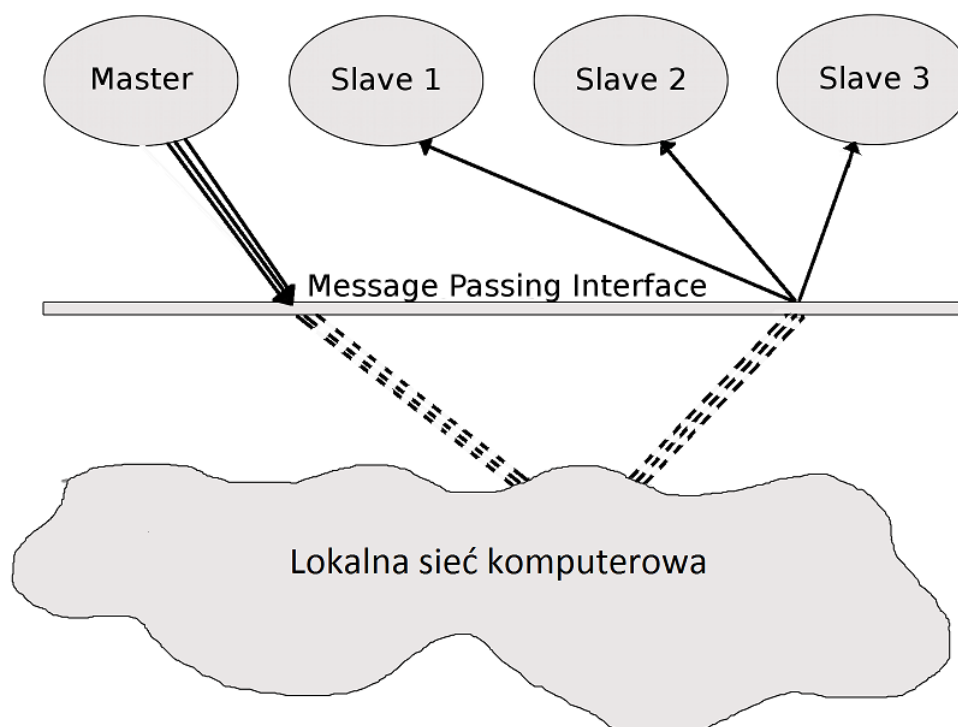 Master
Slave 1
Slave 2
Slave 3
Message Passing Interface
Lokalna sieć komputerowa